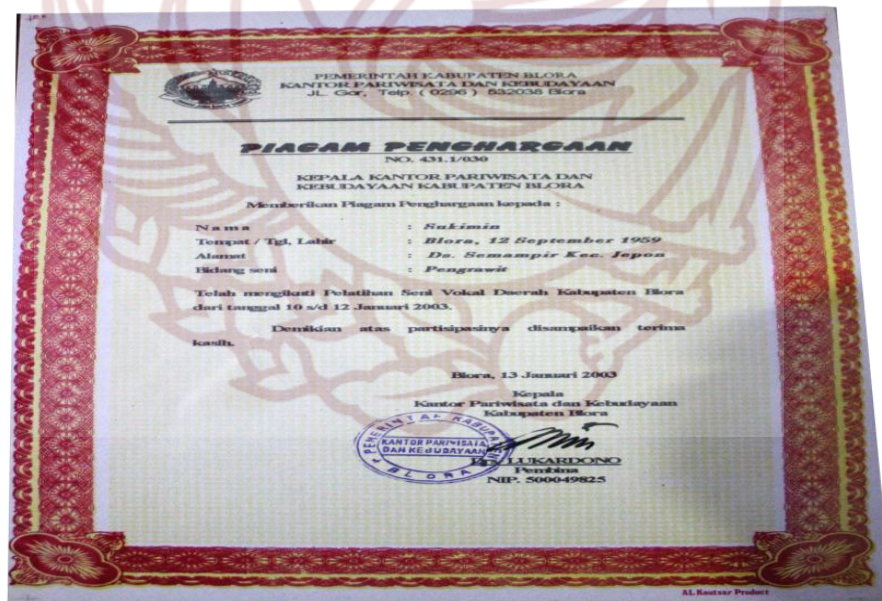 PEMERINTAH KABUPATEN BLORA
KANTOR PARIWISATA DAN KEBUDAYAAN
JL. Gor, Telp. ( 0296 ) 532038 Blora
PIAGAM PENGHARGAAN
NO. 431.1/030
KEPALA KANTOR PARIWISATA DAN
KEBUDAYAAN KABUPATEN BLORA
Memberikan Piagam Penghargaan kepada :
Nama : Sukimin
Tempat / Tgl, Lahir : Blora, 12 September 1959
Alamat : Ds. Semampir Kec. Jepon
Bidang seni : Pengrawit
Telah mengikuti Pelatihan Seni Vokal Daerah Kabupaten Blora
dari tanggal 10 s/d 12 Januari 2003.
Demikian atas partisipasinya disampaikan terima
kasih.
Blora, 13 Januari 2003
Kepala
Kantor Pariwisata dan Kebudayaan
Kabupaten Blora
PEMERINTAH KABUPATEN
KANTOR PARIWISATA
DAN KEBUDAYAAN
BLORA
LUKARDONO
Pembina
NIP. 500049825
AL Kautsar Product